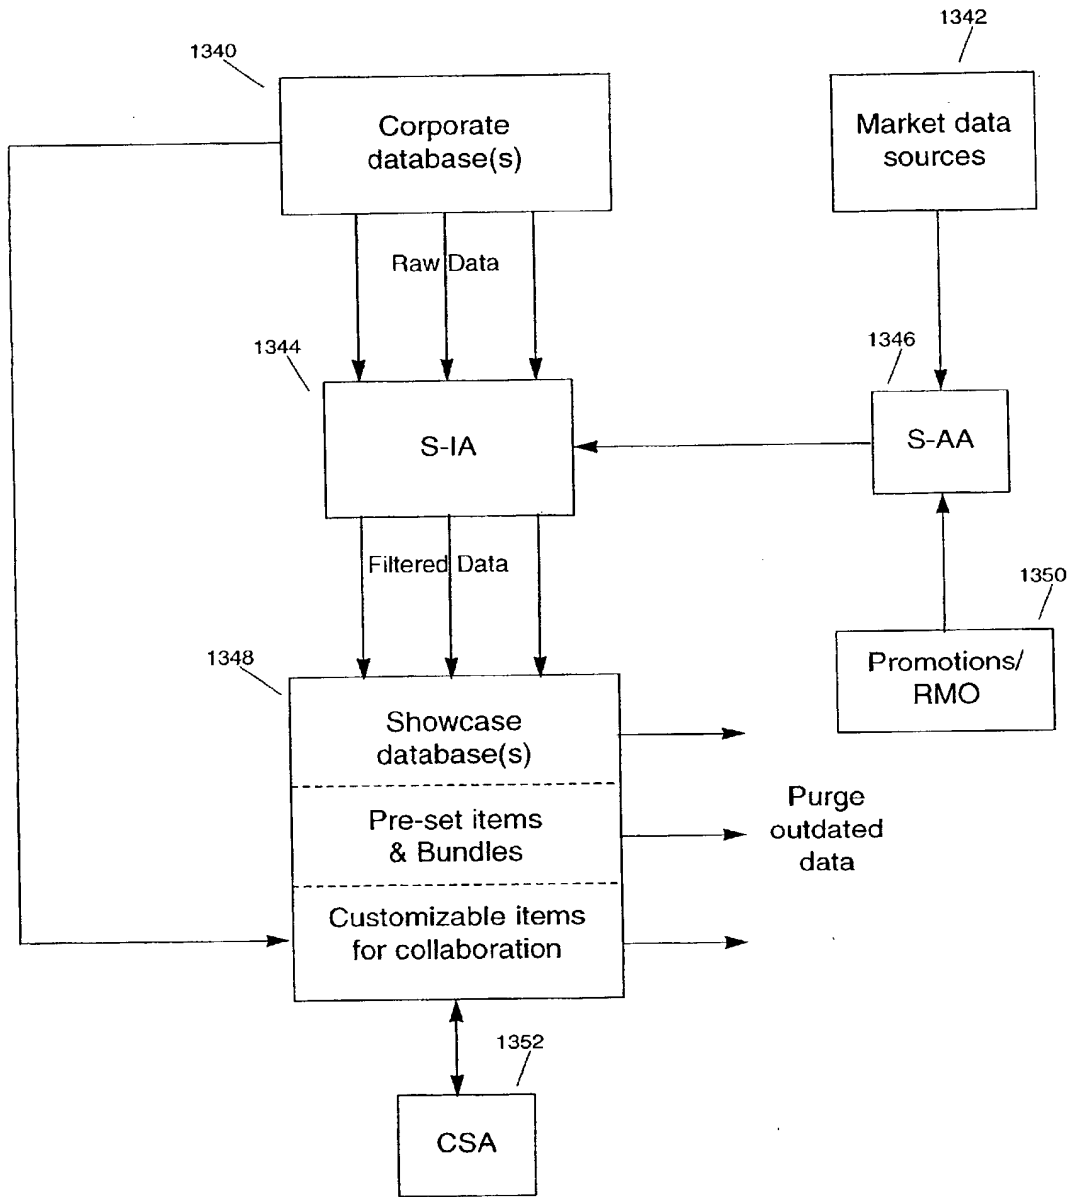 1340
1342
Corporate
database(s)
Market data
sources
Raw Data
1344
1346
S-IA
S-AA
Filtered Data
1350
1348
Promotions/
RMO
Showcase
database(s)
Pre-set items
& Bundles
Purge
outdated
data
Customizable items
for collaboration
1352
CSA